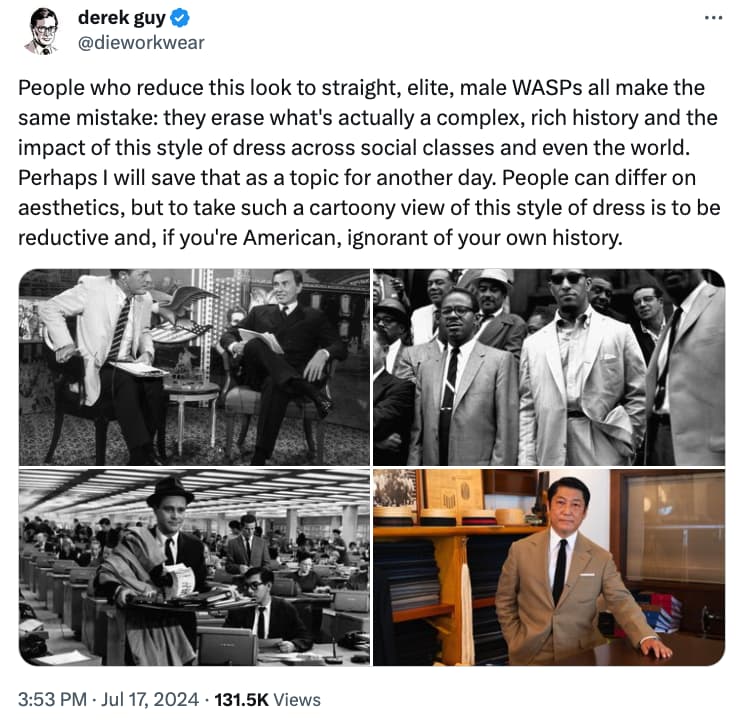 derek guy
@dieworkwear
People who reduce this look to straight, elite, male WASPs all make the
same mistake: they erase what's actually a complex, rich history and the
impact of this style of dress across social classes and even the world.
Perhaps I will save that as a topic for another day. People can differ on
aesthetics, but to take such a cartoony view of this style of dress is to be
reductive and, if you're American, ignorant of your own history.
3:53 PM · Jul 17, 2024 · 131.5K Views